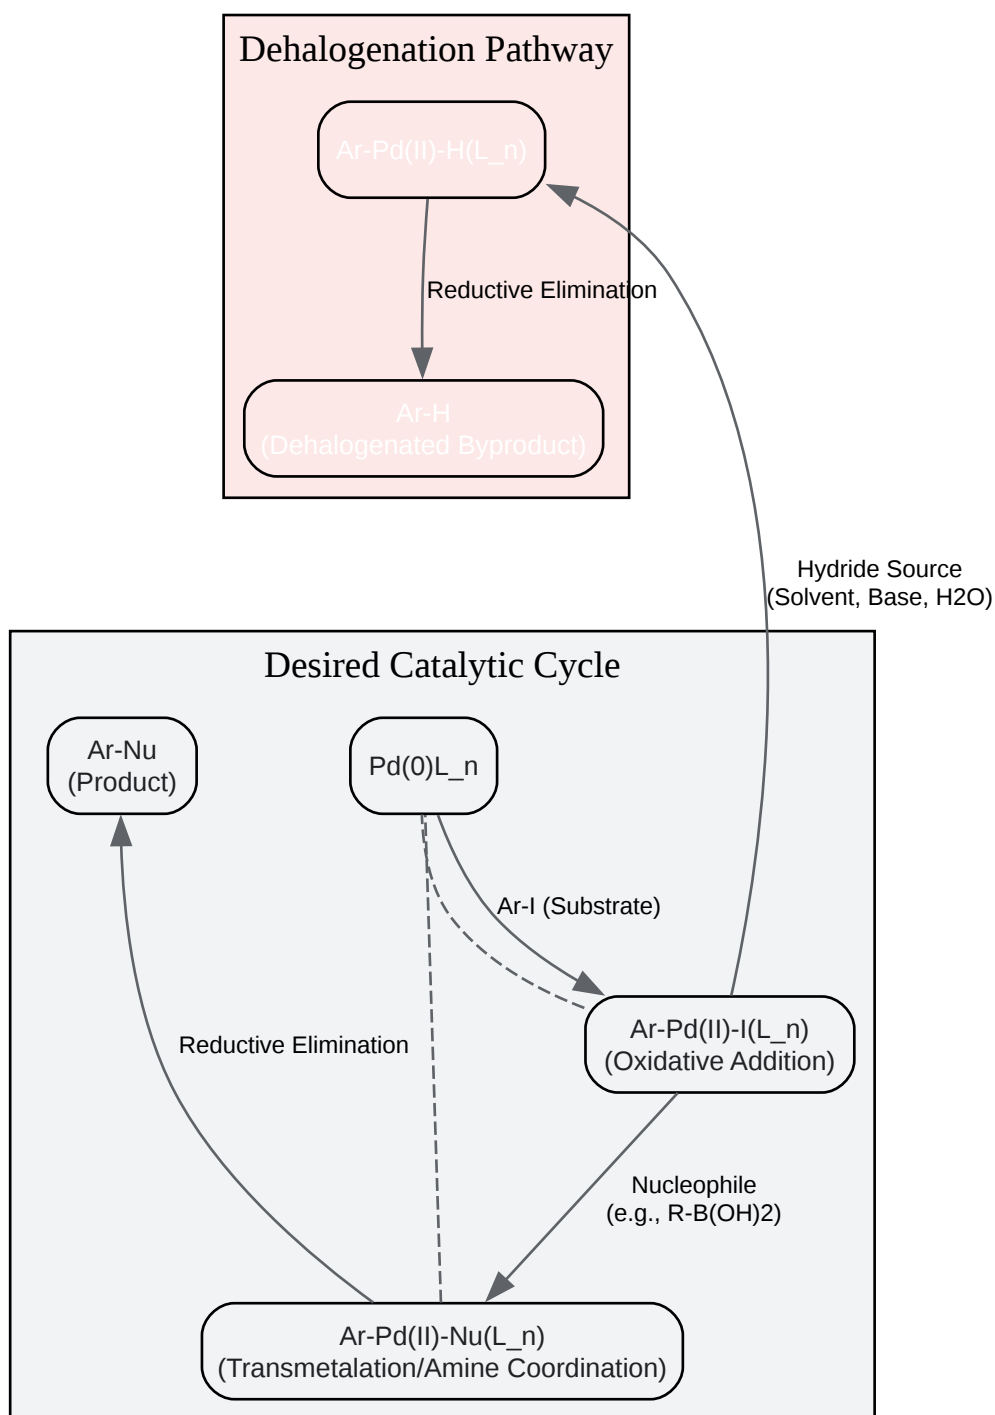 Dehalogenation Pathway
Ar-Pd(II)-H(L_n)
Reductive Elimination
Ar-H
(Dehalogenated Byproduct)
Hydride Source
(Solvent, Base, H2O)
Desired Catalytic Cycle
Ar-Nu
(Product)
Pd(0)L_n
Ar-I (Substrate)
Ar-Pd(II)-I(L_n)
(Oxidative Addition)
Reductive Elimination
Nucleophile
(e.g., R-B(OH)2)
Ar-Pd(II)-Nu(L_n)
(Transmetalation/Amine Coordination)